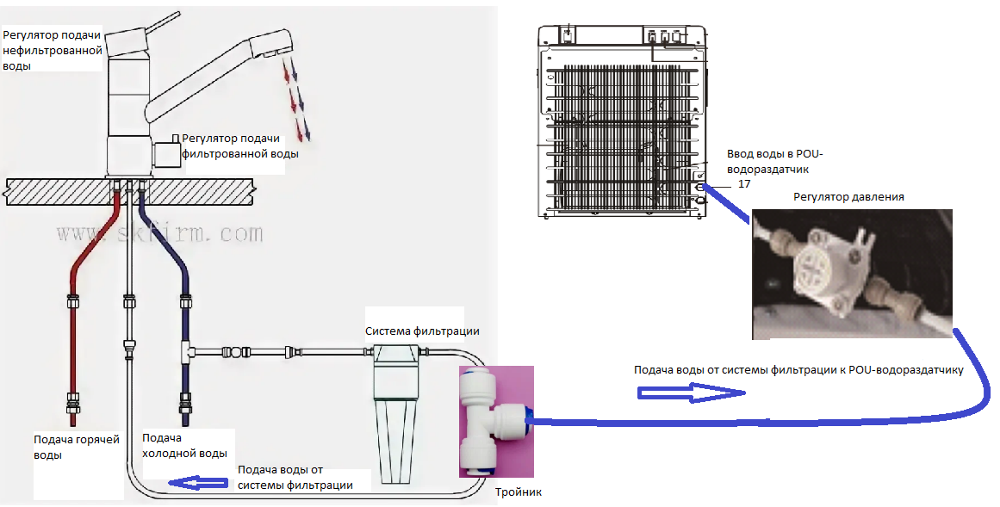 Регулятор подачи
нефильтрованной
воды
Регулятор подачи
фильтрованной воды
www.skfirm.com
Ввод воды в POU-
водораздатчик
17
Регулятор давления
Система фильтрации
Подача воды от системы фильтрации к POU-водораздатчику
Подача горячей
воды
Подача
холодной воды
Подача воды от
системы фильтрации
Тройник